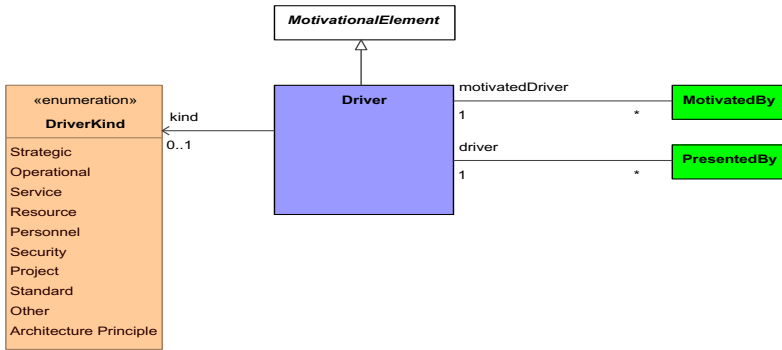 MotivationalElement
«enumeration»
DriverKind
Strategic
Operational
Service
Resource
Personnel
Security
Project
Standard
Other
Architecture Principle
kind
0..1
Driver
motivatedDriver
1
*
MotivatedBy
driver
1
*
PresentedBy